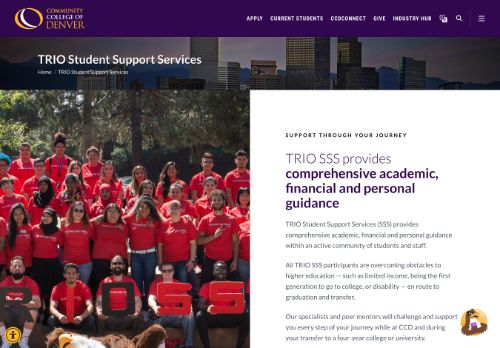 COMMUNITY
COLLEGE OF
DENVER
APPLY CURRENT STUDENTS CCDCONNECT GIVE INDUSTRY HUB
TRIO Student Support Services
Home / TRIO Student Support Services
SUPPORT THROUGH YOUR JOURNEY
TRIO SSS provides
comprehensive academic,
financial and personal
guidance
TRIO Student Support Services (SSS) provides
comprehensive academic, financial and personal guidance
within an active community of students and staff.
All TRIO SSS participants are overcoming obstacles to
higher education — such as limited income, being the first
generation to go to college, or disability — en route to
graduation and transfer.
Our specialists and peer mentors will challenge and support
you every step of your journey while at CCD and during
your transfer to a four-year college or university.
S S